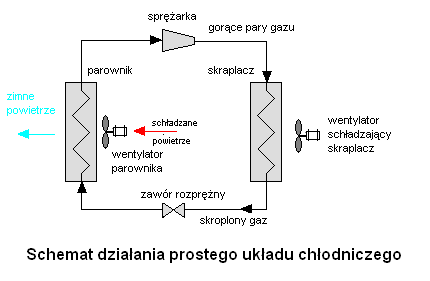 sprężarka
gorące pary gazu
parownik
skraplacz
zimne
powietrze
schładzane
powietrze
wentylator
parownika
wentylator
schładzający
skraplacz
zawór rozprężny
skroplony gaz
Schemat działania prostego układu chłodniczego